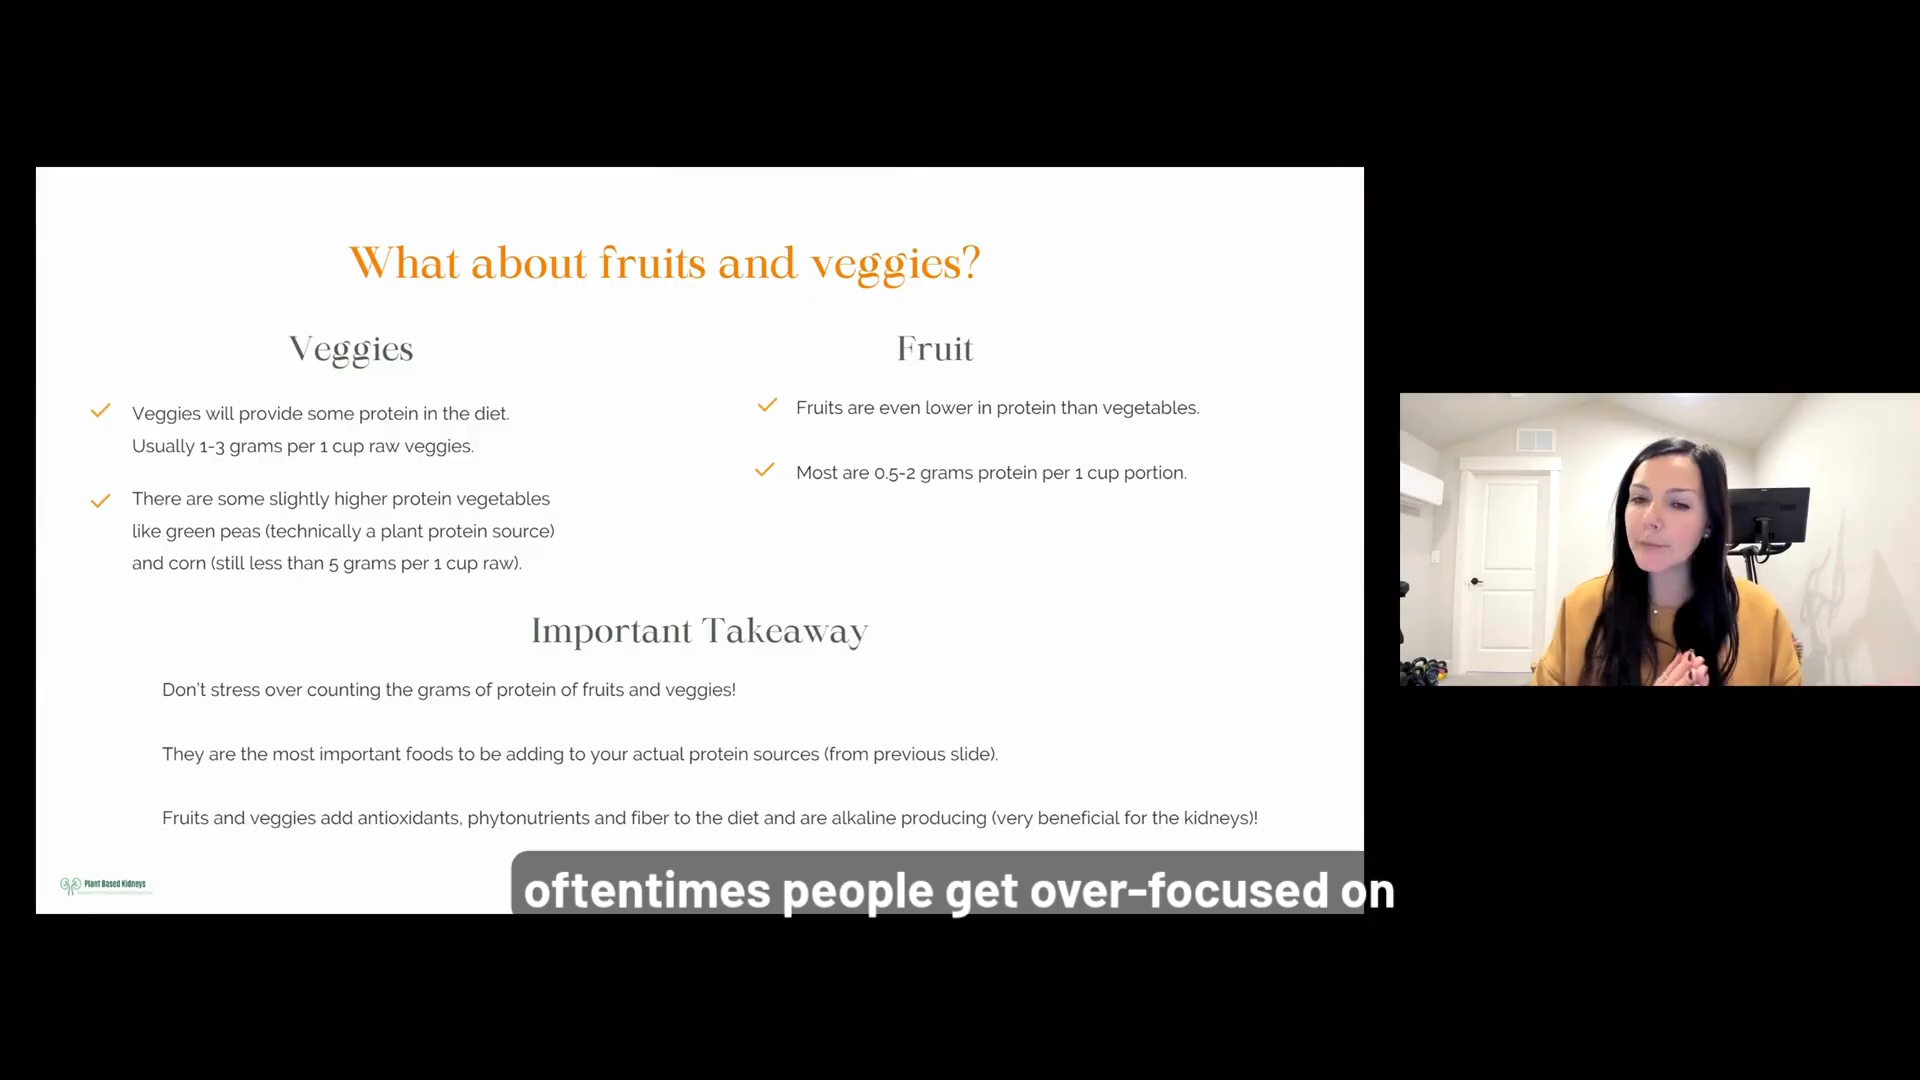 What about fruits and veggies?
Veggies
Veggies will provide some protein in the diet.
Usually 1-3 grams per 1 cup raw veggies.
There are some slightly higher protein vegetables
like green peas (technically a plant protein source)
and corn (still less than 5 grams per 1 cup raw).
Fruit
Fruits are even lower in protein than vegetables.
Most are 0.5-2 grams protein per 1 cup portion.
Important Takeaway
Don't stress over counting the grams of protein of fruits and veggies!
They are the most important foods to be adding to your actual protein sources (from previous slide).
Fruits and veggies add antioxidants, phytonutrients and fiber to the diet and are alkaline producing (very beneficial for the kidneys)!
Plant Based Kidneys
oftentimes people get over-focused on